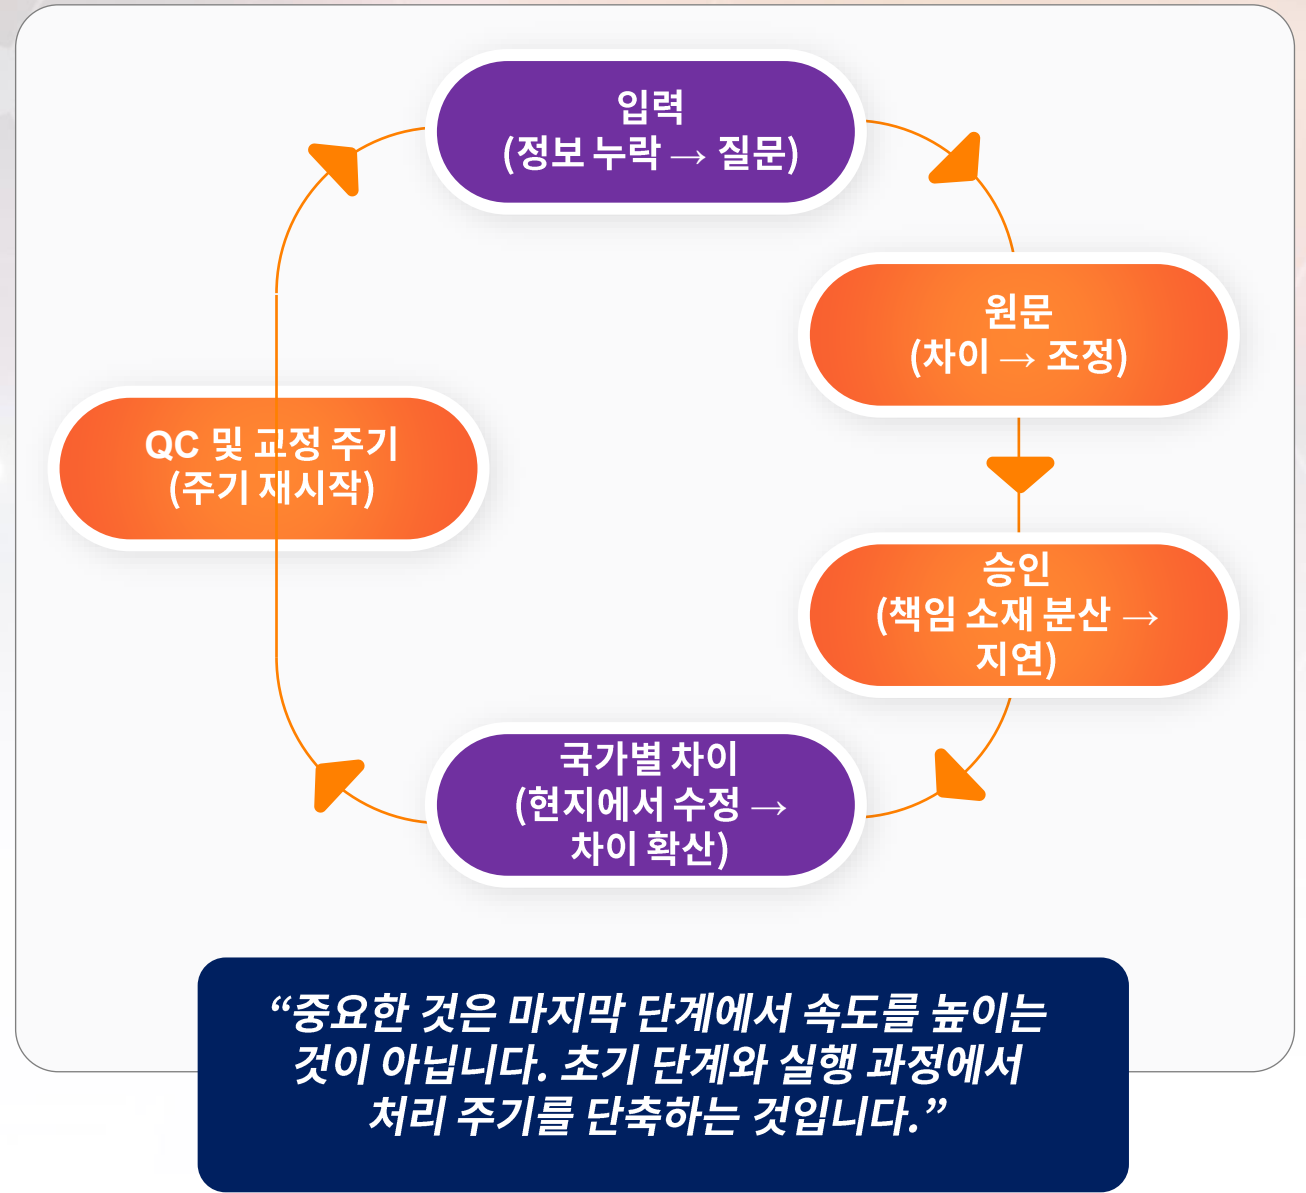 입력
(정보 누락 → 질문)
원문
(차이 → 조정)
승인
(책임 소재 분산 →
지연)
국가별 차이
(현지에서 수정 →
차이 확산)
QC 및 교정 주기
(주기 재시작)
“중요한 것은 마지막 단계에서 속도를 높이는
것이 아닙니다. 초기 단계와 실행 과정에서
처리 주기를 단축하는 것입니다.”